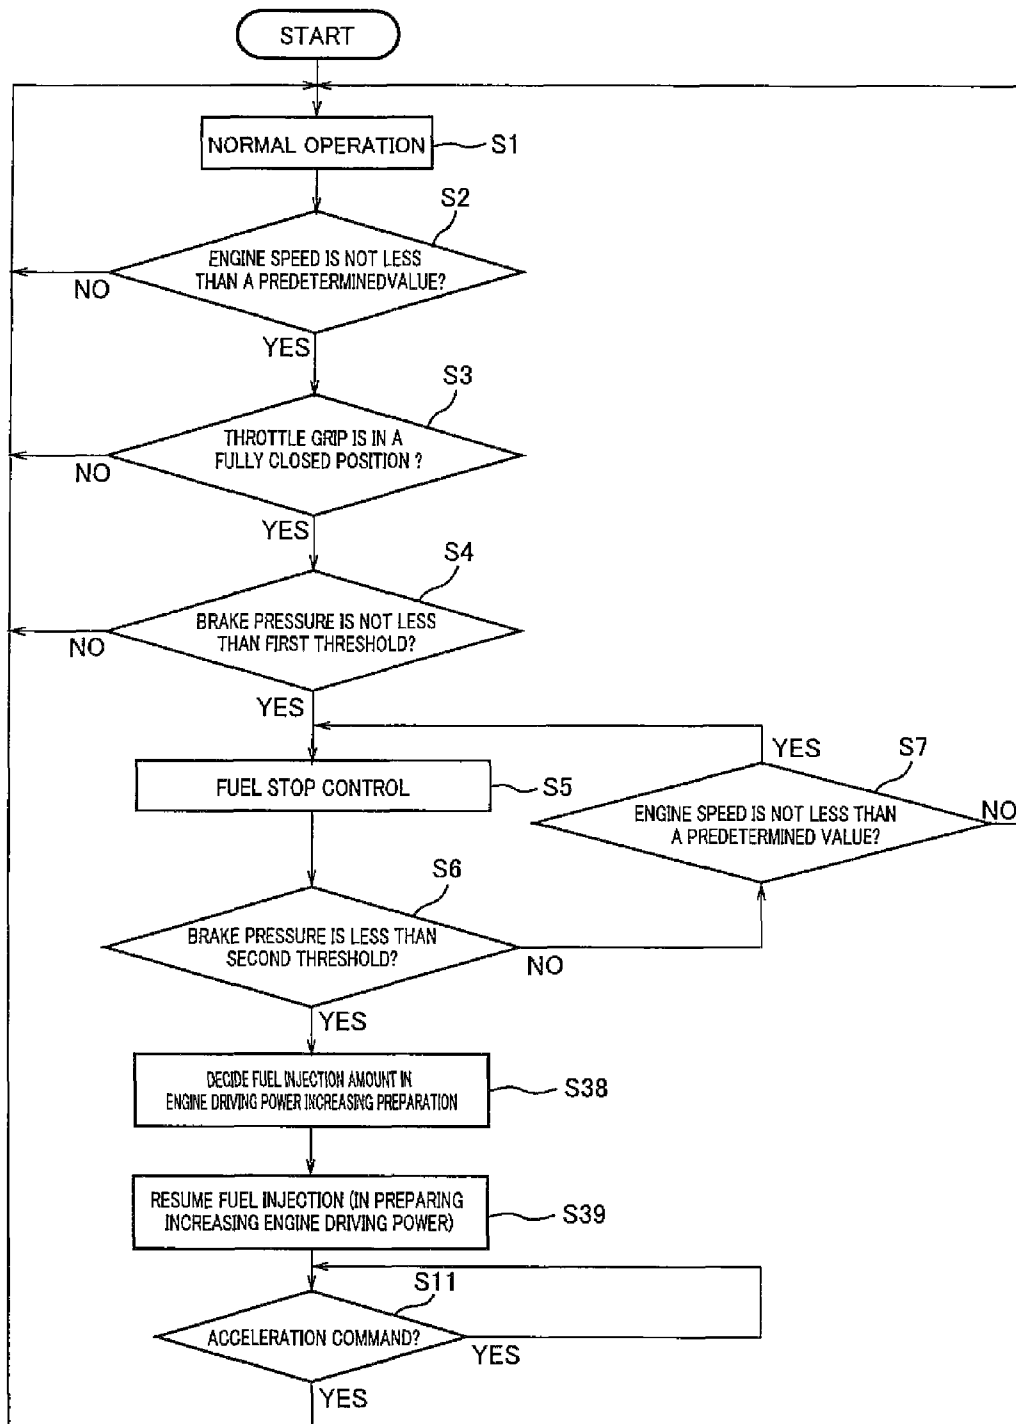 START
NORMAL OPERATION
S1
S2
ENGINE SPEED IS NOT LESS
THAN A PREDETERMINEDVALUE?
NO
YES
S3
THROTTLE GRIP IS IN A
FULLY CLOSED POSITION ?
NO
YES
S4
BRAKE PRESSURE IS NOT LESS
THAN FIRST THRESHOLD?
NO
YES
YES
S7
FUEL STOP CONTROL
S5
ENGINE SPEED IS NOT LESS THAN
A PREDETERMINED VALUE?
NO
S6
BRAKE PRESSURE IS LESS THAN
SECOND THRESHOLD?
NO
YES
DECIDE FUEL INJECTION AMOUNT IN
ENGINE DRIVING POWER INCREASING PREPARATION
S38
RESUME FUEL INJECTION (IN PREPARING
INCREASING ENGINE DRIVING POWER)
S39
S11
ACCELERATION COMMAND?
YES
YES